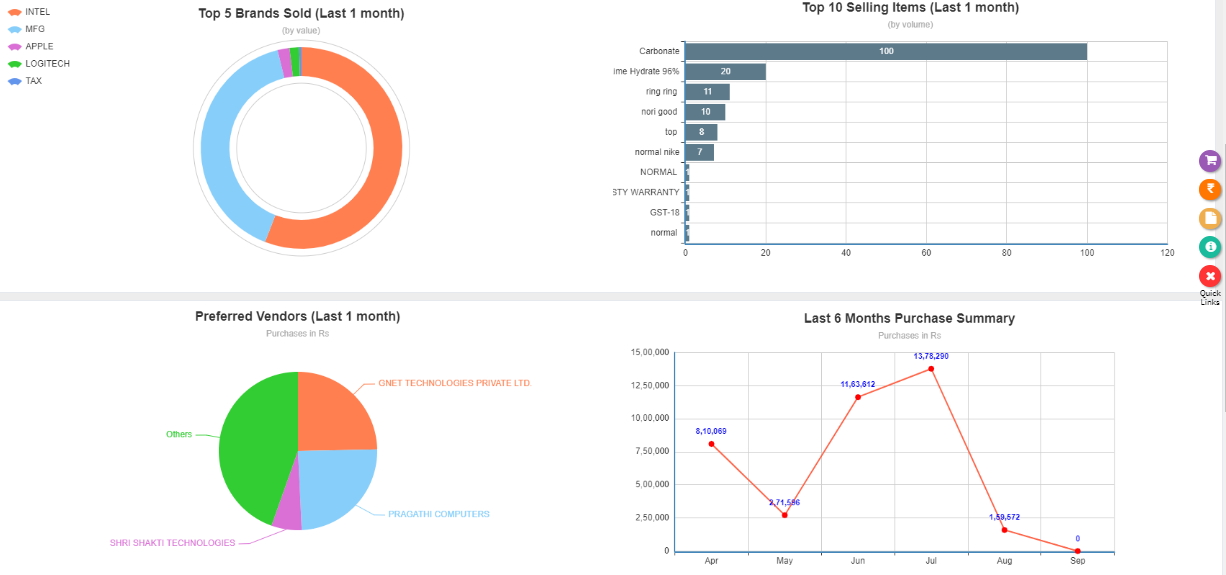 INTEL
MFG
APPLE
LOGITECH
TAX
Top 5 Brands Sold (Last 1 month)
(by value)
Top 10 Selling Items (Last 1 month)
(by volume)
Carbonate
100
ime Hydrate 96%
20
ring ring
11
nori good
10
top
8
normal nike
7
NORMAL
STY WARRANTY
GST-18
normal
0 20 40 60 80 100 120
Quick
Links
Preferred Vendors (Last 1 month)
Purchases in Rs
GNET TECHNOLOGIES PRIVATE LTD
Others
PRAGATHI COMPUTERS
SHRI SHAKTI TECHNOLOGIES
Last 6 Months Purchase Summary
Purchases in Rs
15,00,000
12,50,000
10,00,000
7,50,000
5,00,000
2,50,000
0
8,10,069
11,63,612
13,78,290
0
Apr May Jun Jul Aug Sep